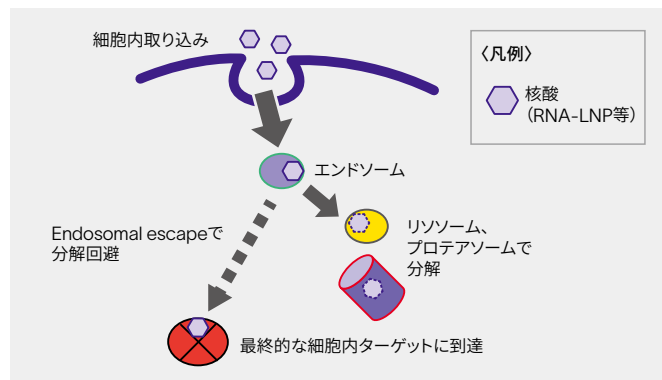 細胞内取り込み
〈凡例〉
核酸
（RNA-LNP等）
エンドソーム
Endosomal escapeで
分解回避
リソソーム、
プロテアソームで
分解
最終的な細胞内ターゲットに到達